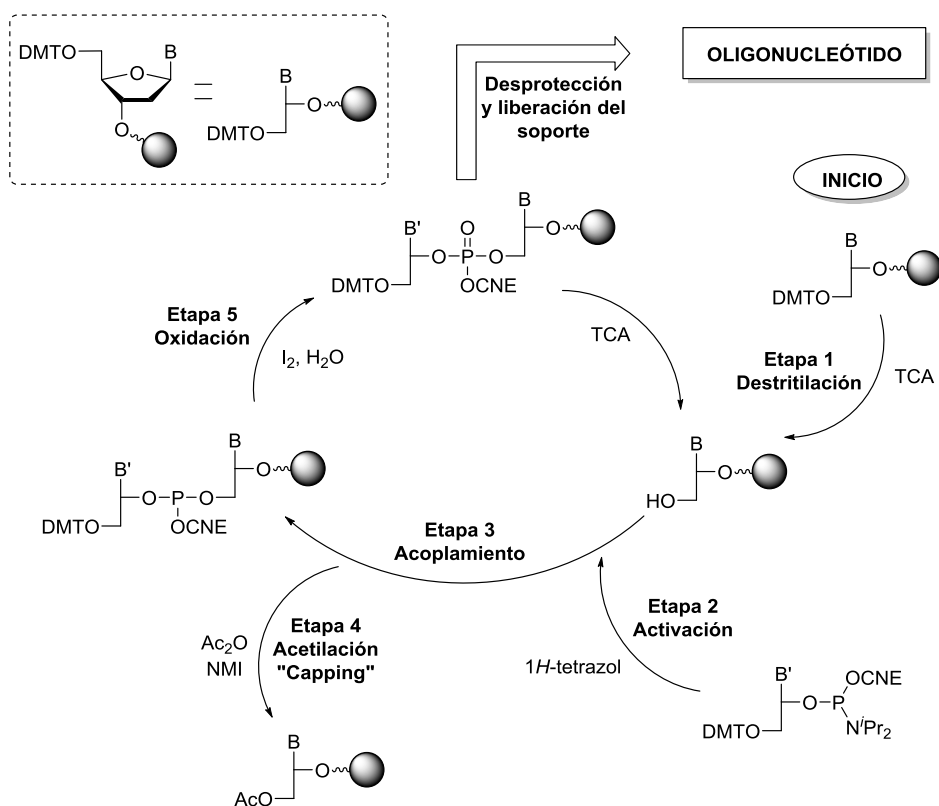 DMTO
B
O
O
B
DMTO
O
Desprotección
y liberación del
soporte
OLIGONUCLEÓTIDO
INICIO
B
DMTO
O
Etapa 1
Destritilación
TCA
B'
O
O P O
OCNE
DMTO
B
O
TCA
Etapa 5
Oxidación
I2, H2O
B
HO
O
B'
O P O
OCNE
DMTO
B
O
Etapa 3
Acoplamiento
Etapa 2
Activación
1H-tetrazol
B'
OCNE
O P
NiPr2
DMTO
Etapa 4
Acetilación
"Capping"
Ac2O
NMI
B
O
AcO